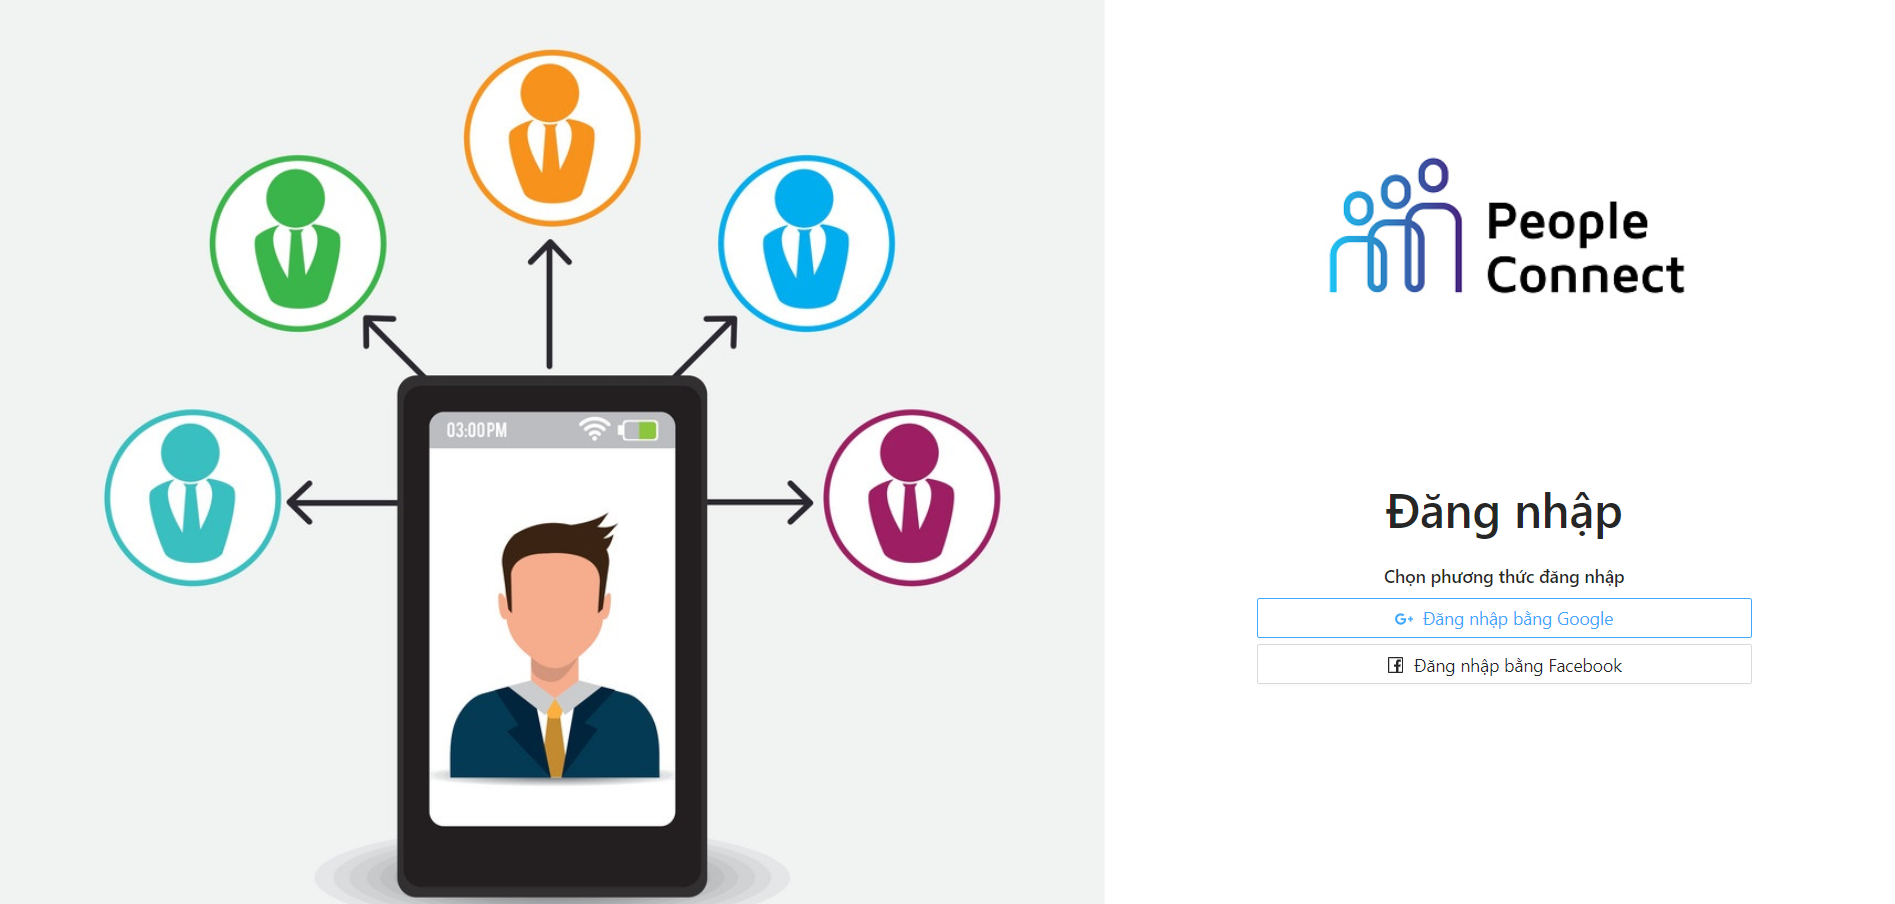 03:00PM
People
Connect
Đăng nhập
Chọn phương thức đăng nhập
G+ Đăng nhập bằng Google
Đăng nhập bằng Facebook